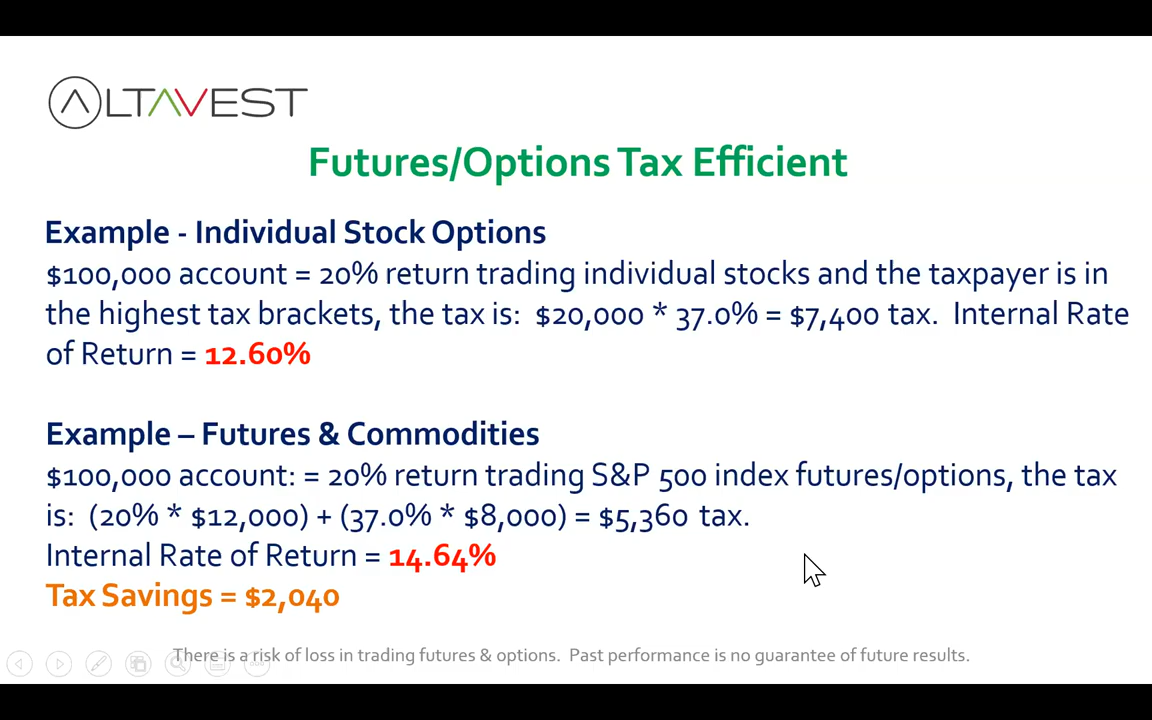 ALTAVEST
Futures/Options Tax Efficient
Example - Individual Stock Options
$100,000 account = 20% return trading individual stocks and the taxpayer is in
the highest tax brackets, the tax is:  $20,000 * 37.0% = $7,400 tax.  Internal Rate
of Return = 12.60%
Example – Futures & Commodities
$100,000 account: = 20% return trading S&P 500 index futures/options, the tax
is:  (20% * $12,000) + (37.0% * $8,000) = $5,360 tax.
Internal Rate of Return = 14.64%
Tax Savings = $2,040
There is a risk of loss in trading futures & options.  Past performance is no guarantee of future results.